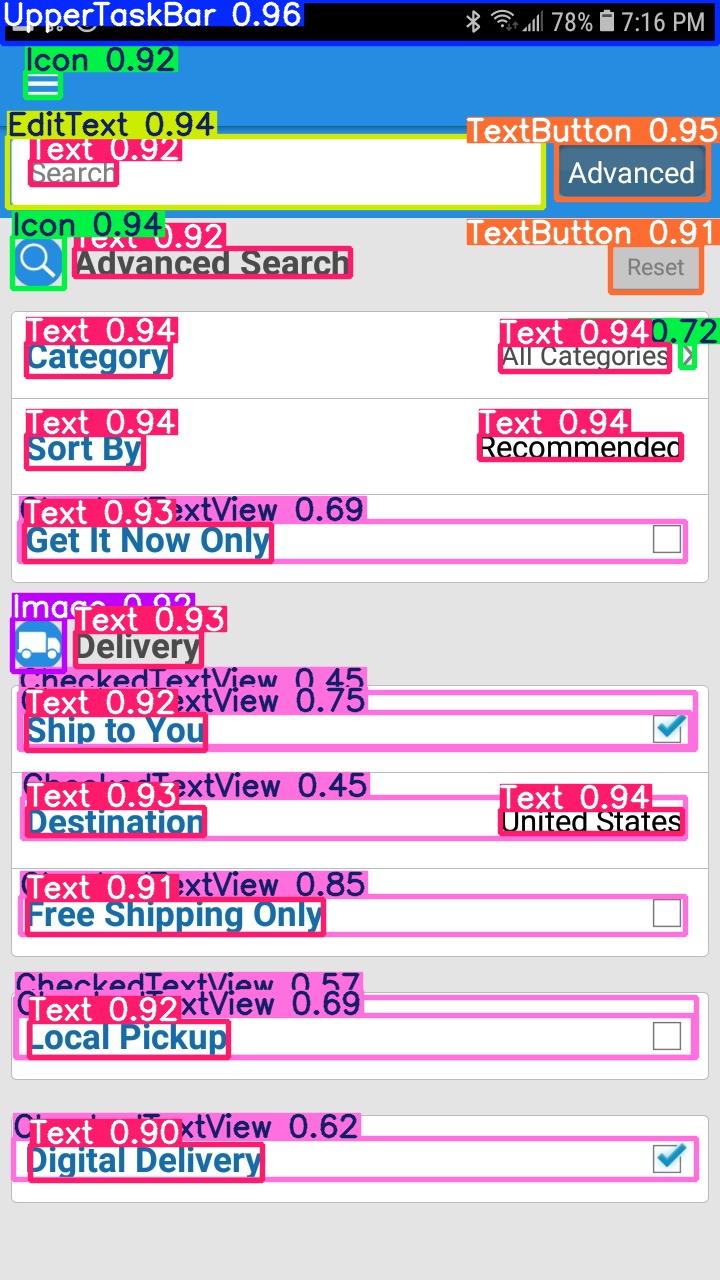 UpperTaskBar 0.96
78% 7:16 PM
Icon 0.92
EditText 0.94
TextButton 0.95
Text 0.92
Search
Advanced
Icon 0.94
Text 0.92
TextButton 0.91
Advanced Search
Reset
Text 0.94
Text 0.94
0.72
Category
All Categories
Text 0.94
Text 0.94
Sort By
Recommended
CheckedTextView 0.69
Text 0.93
Get It Now Only
Image 0.92
Text 0.93
Delivery
CheckedTextView 0.45
CheckedTextView 0.75
Text 0.92
Ship to You
CheckedTextView 0.45
Text 0.93
Text 0.94
Destination
United States
CheckedTextView 0.85
Text 0.91
Free Shipping Only
CheckedTextView 0.57
CheckedTextView 0.69
Text 0.92
Local Pickup
CheckedTextView 0.62
Text 0.90
Digital Delivery